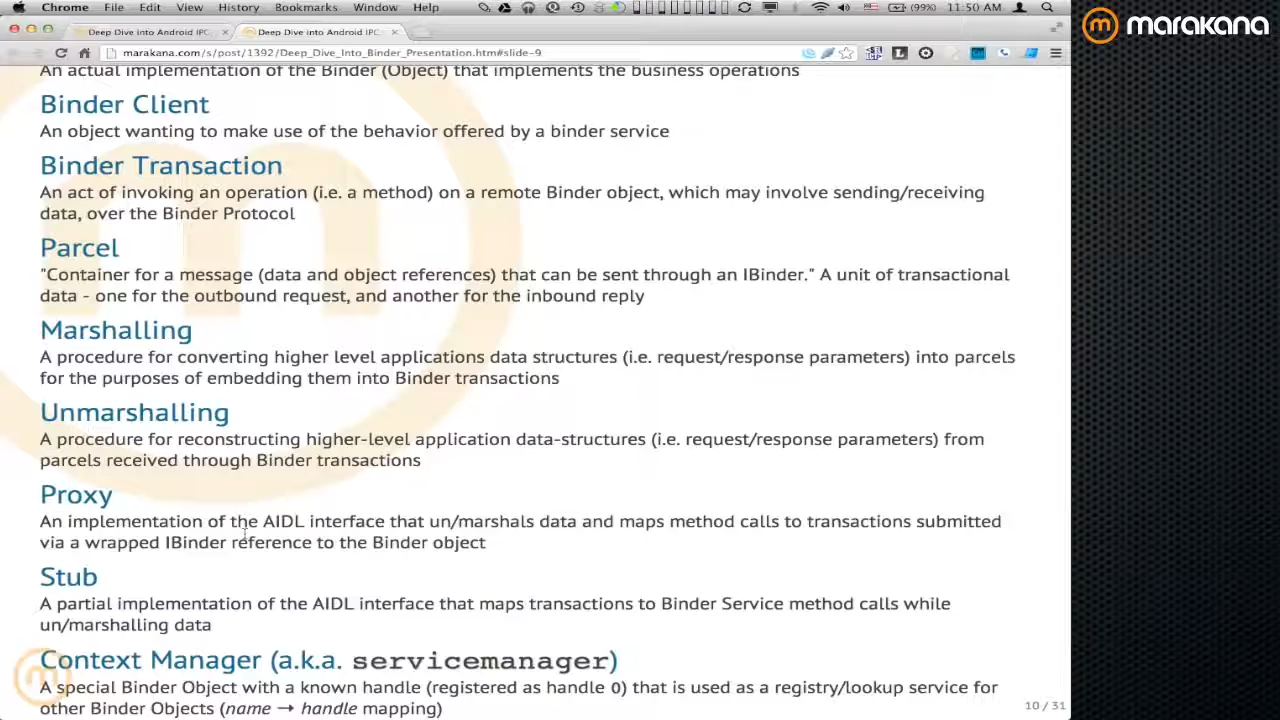 Chrome File Edit View History Bookmarks Window Help (99%) 11:50 AM
marakana
Deep Dive into Android IPC Deep Dive into Android IPC
marakana.com/s/post/1392/Deep_Dive_Into_Binder_Presentation.htm#slide-9
An actual implementation of the Binder (Object) that implements the business operations
Binder Client
An object wanting to make use of the behavior offered by a binder service
Binder Transaction
An act of invoking an operation (i.e. a method) on a remote Binder object, which may involve sending/receiving
data, over the Binder Protocol
Parcel
"Container for a message (data and object references) that can be sent through an IBinder." A unit of transactional
data - one for the outbound request, and another for the inbound reply
Marshalling
A procedure for converting higher level applications data structures (i.e. request/response parameters) into parcels
for the purposes of embedding them into Binder transactions
Unmarshalling
A procedure for reconstructing higher-level application data-structures (i.e. request/response parameters) from
parcels received through Binder transactions
Proxy
An implementation of the AIDL interface that un/marshals data and maps method calls to transactions submitted
via a wrapped IBinder reference to the Binder object
Stub
A partial implementation of the AIDL interface that maps transactions to Binder Service method calls while
un/marshalling data
Context Manager (a.k.a. servicemanager)
A special Binder Object with a known handle (registered as handle 0) that is used as a registry/lookup service for
other Binder Objects (name → handle mapping)
10 / 31